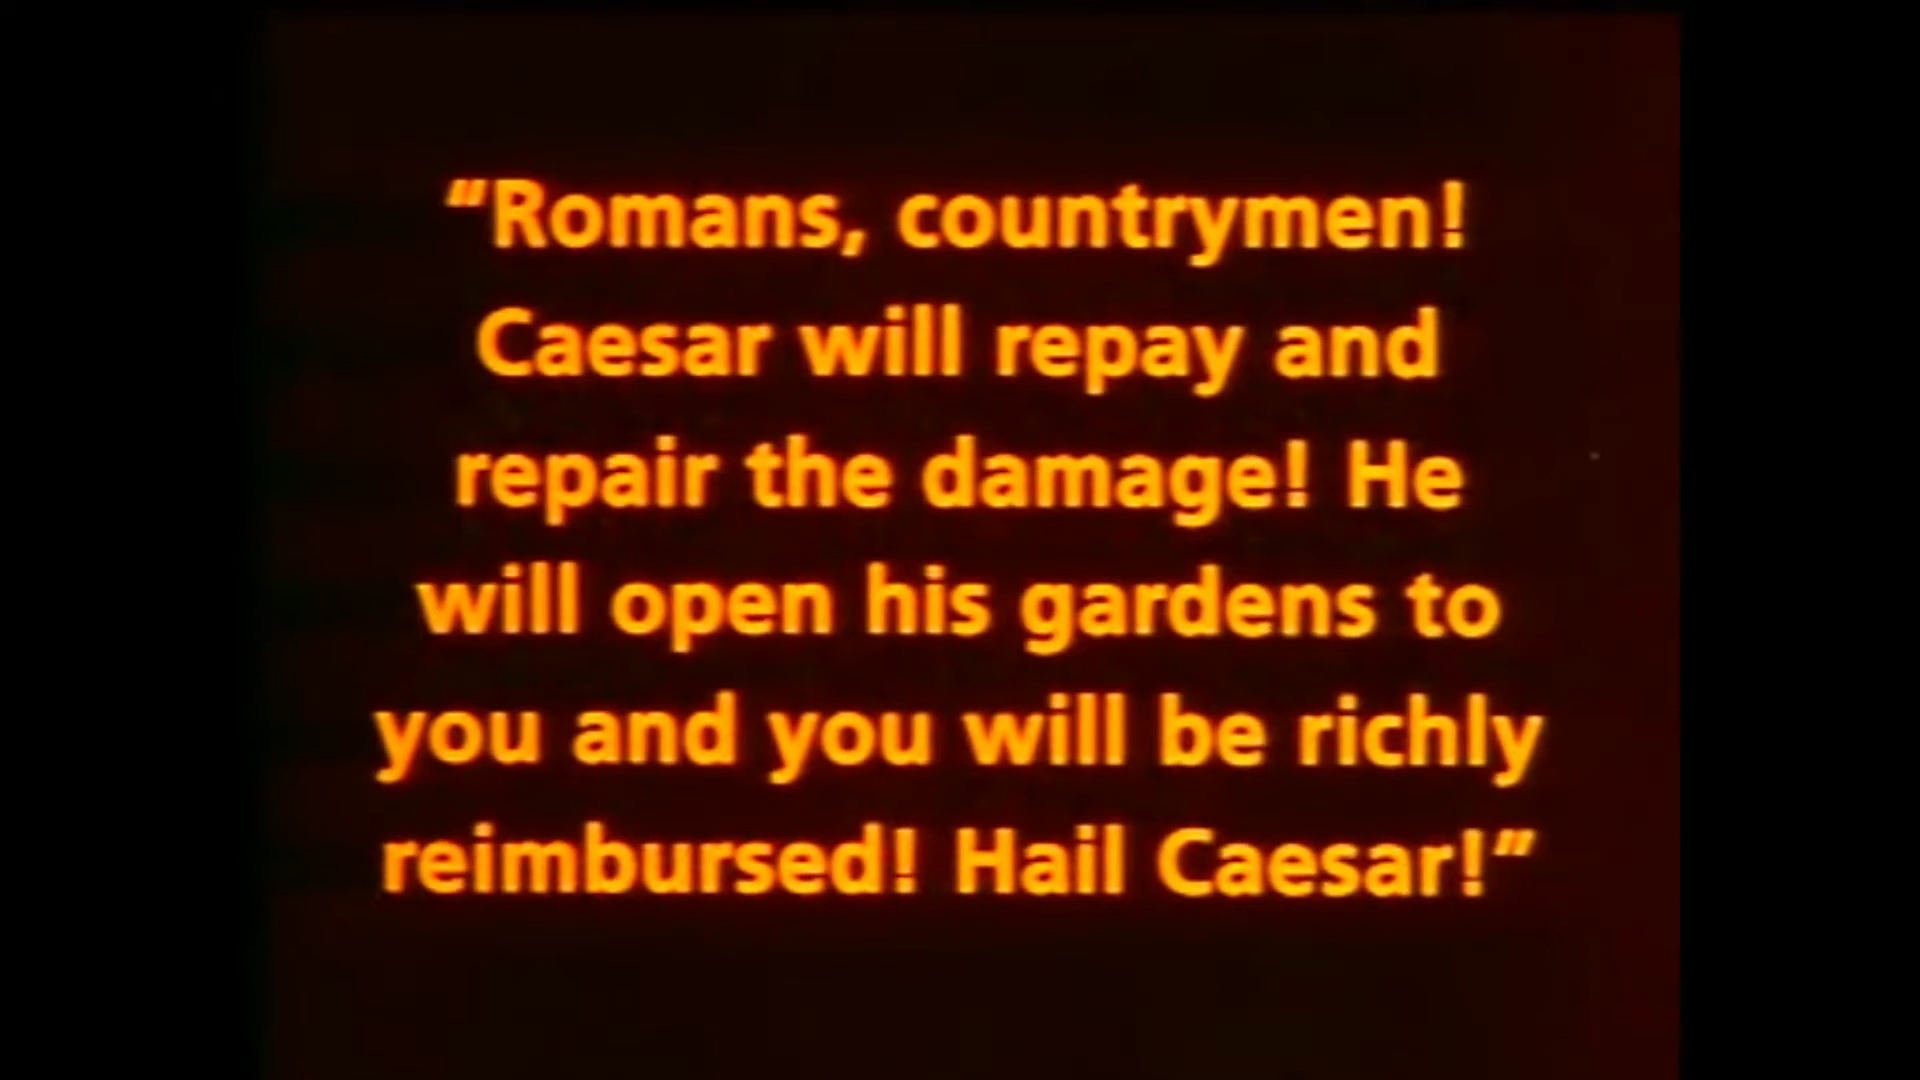 “Romans, countrymen!
Caesar will repay and
repair the damage! He
will open his gardens to
you and you will be richly
reimbursed! Hail Caesar!”